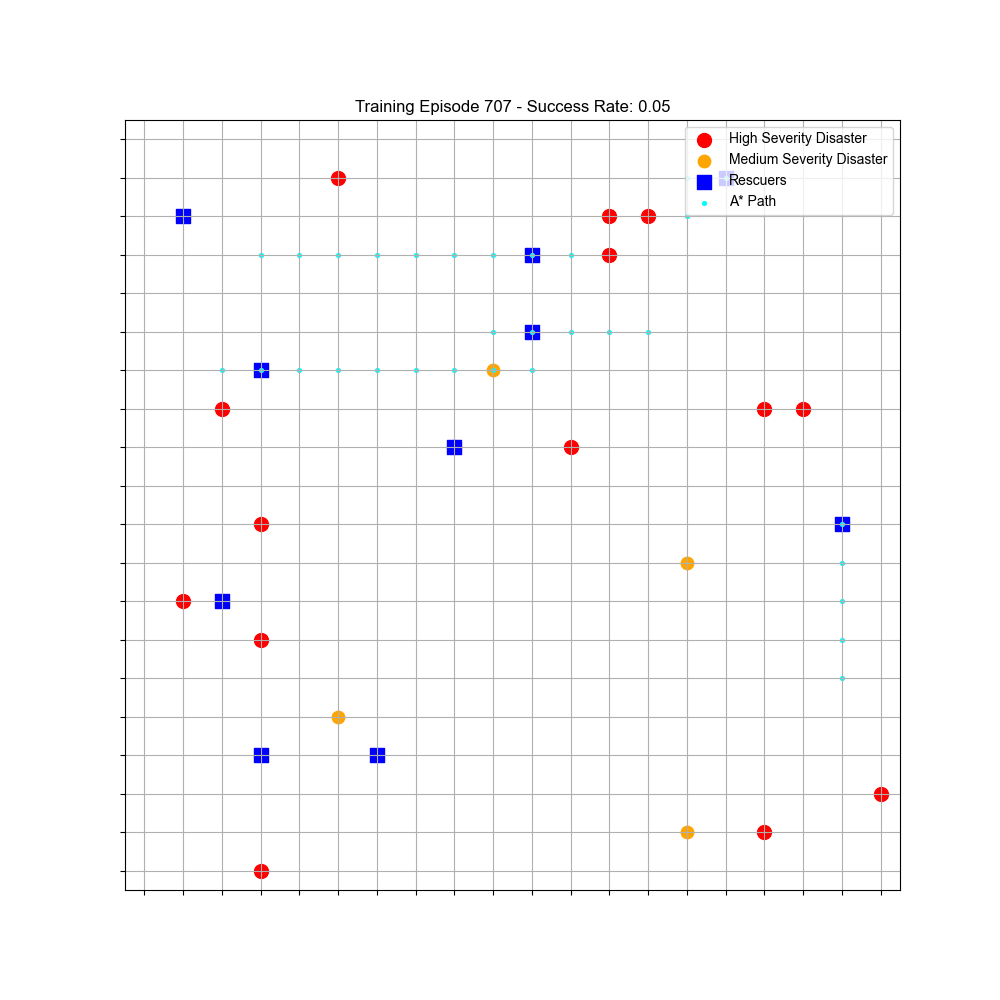 Training Episode 707 - Success Rate: 0.05
High Severity Disaster
Medium Severity Disaster
Rescuers
A* Path